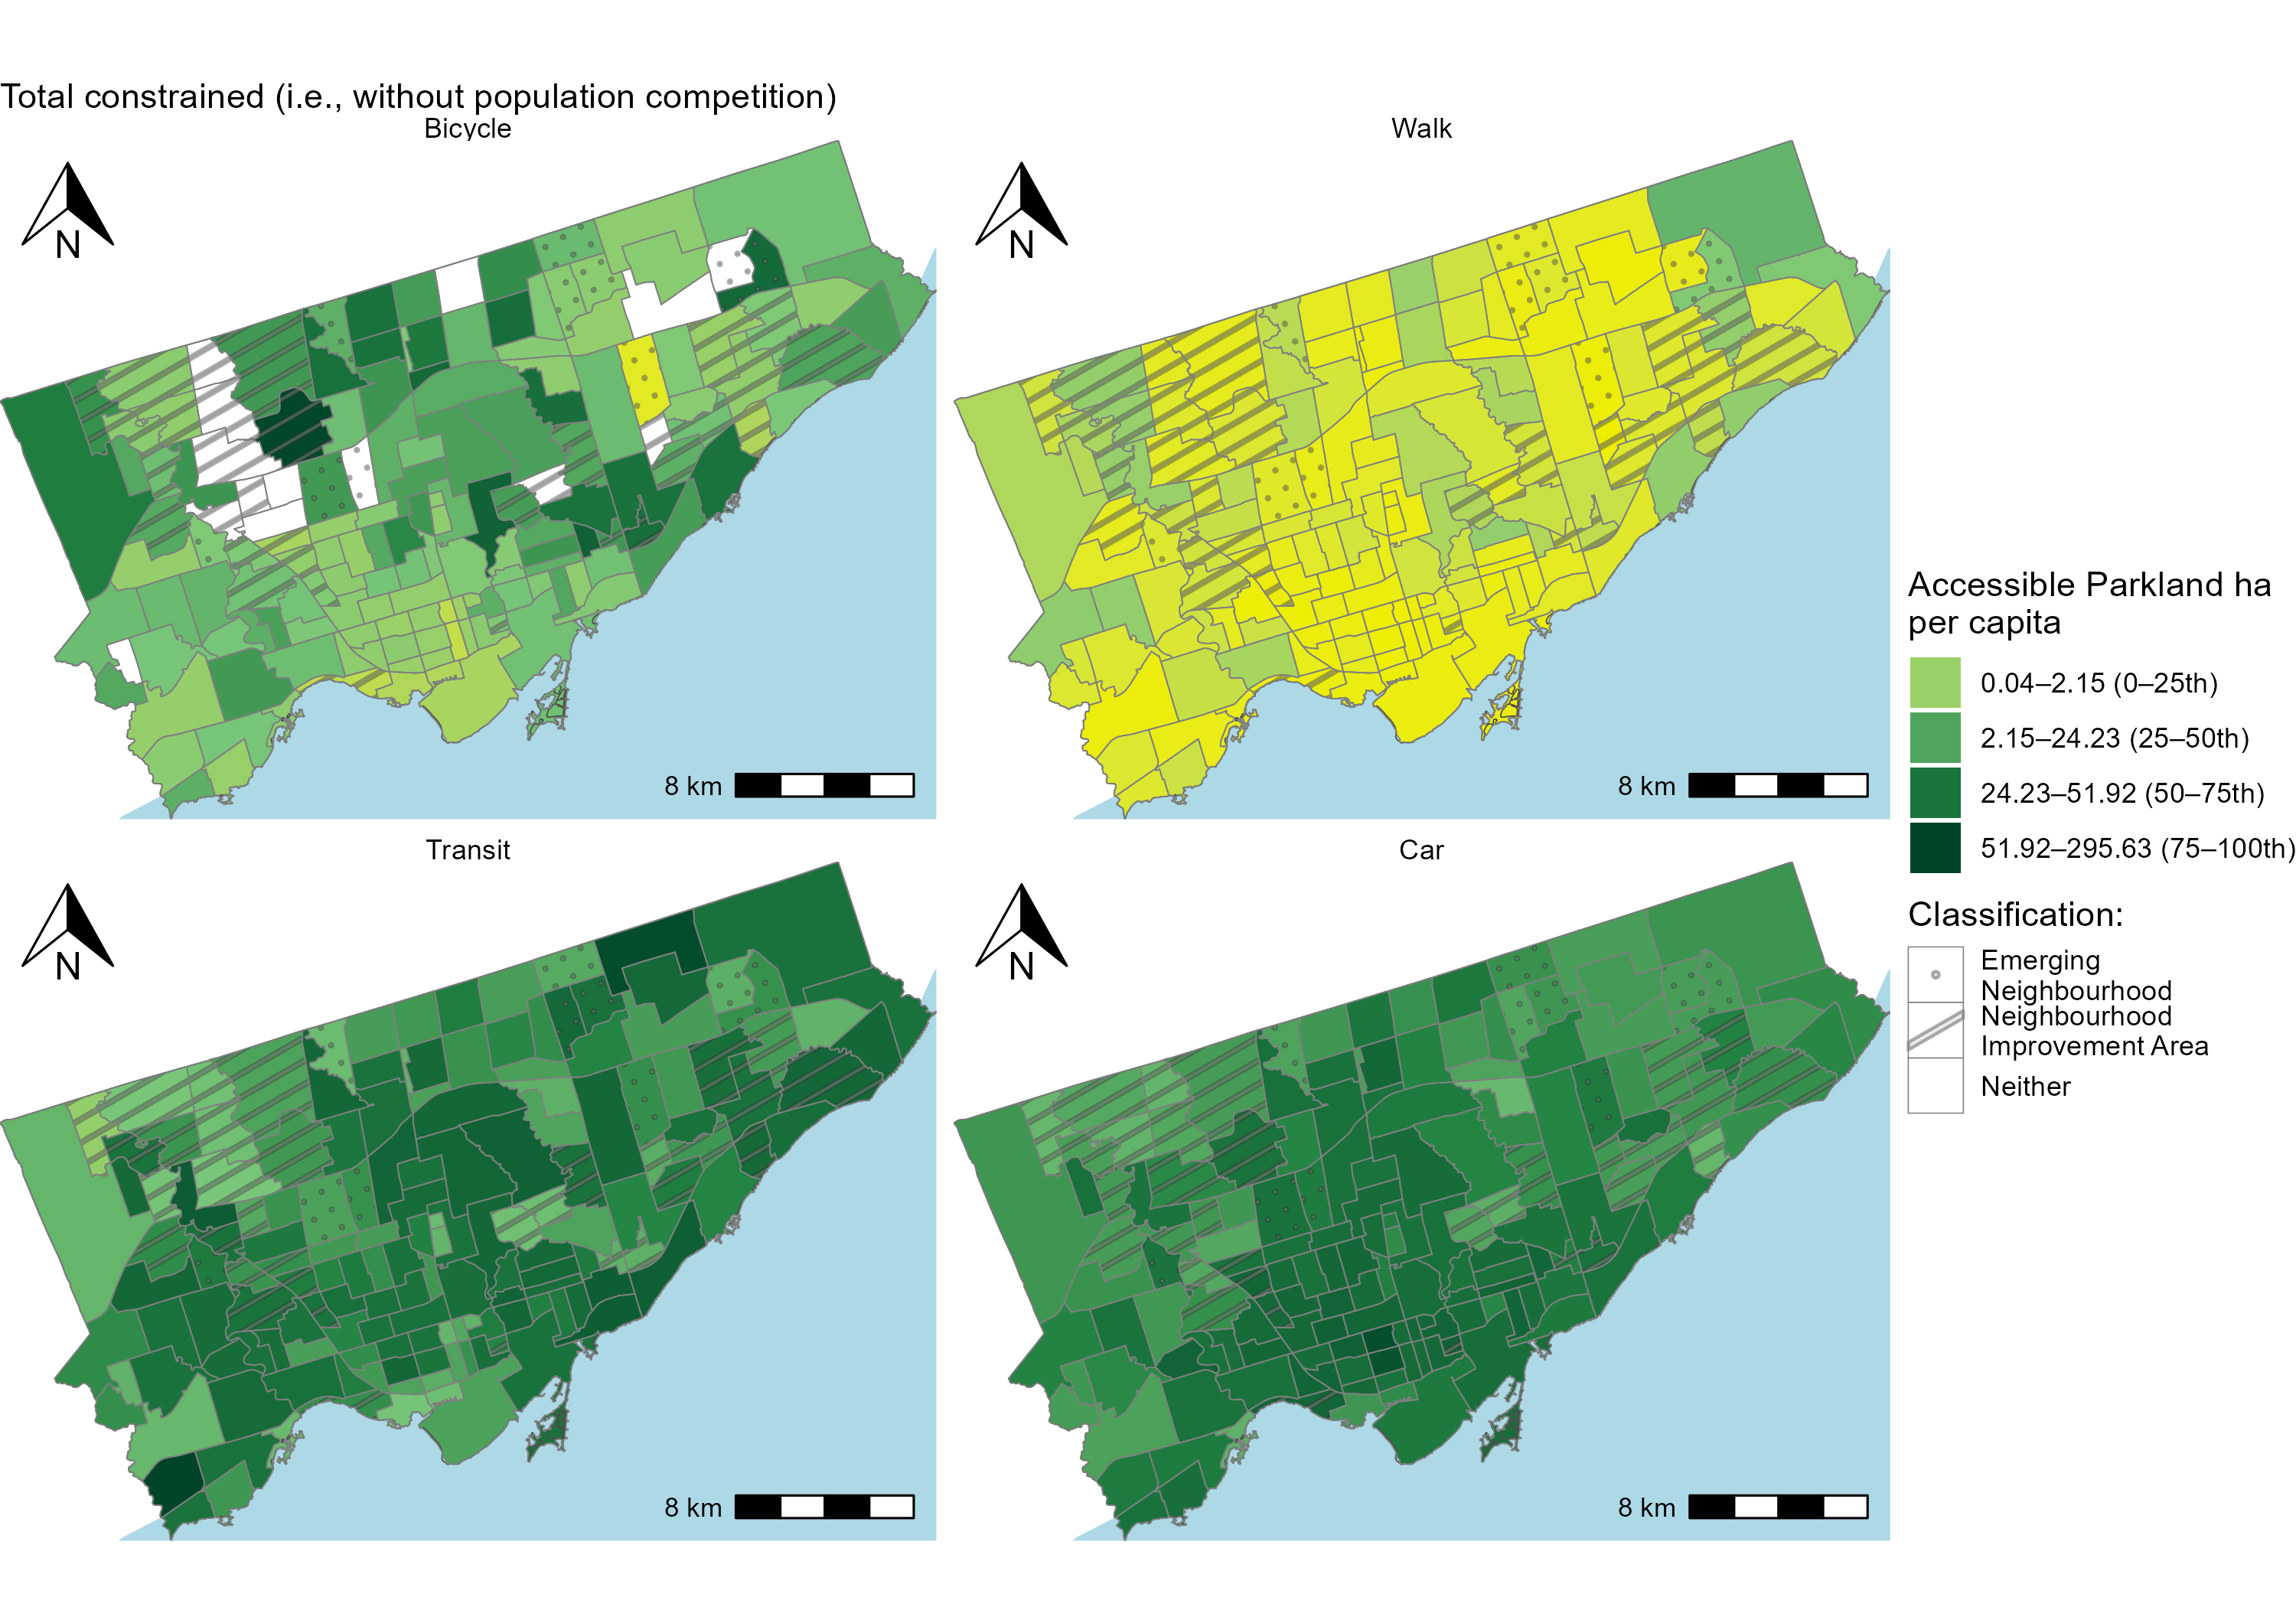 Total constrained (i.e., without population competition)
Bicycle
Walk
N
N
8 km
8 km
Transit
Car
N
N
8 km
8 km
Accessible Parkland ha
per capita
0.04–2.15 (0–25th)
2.15–24.23 (25–50th)
24.23–51.92 (50–75th)
51.92–295.63 (75–100th)
Classification:
Emerging
Neighbourhood
Neighbourhood
Improvement Area
Neither